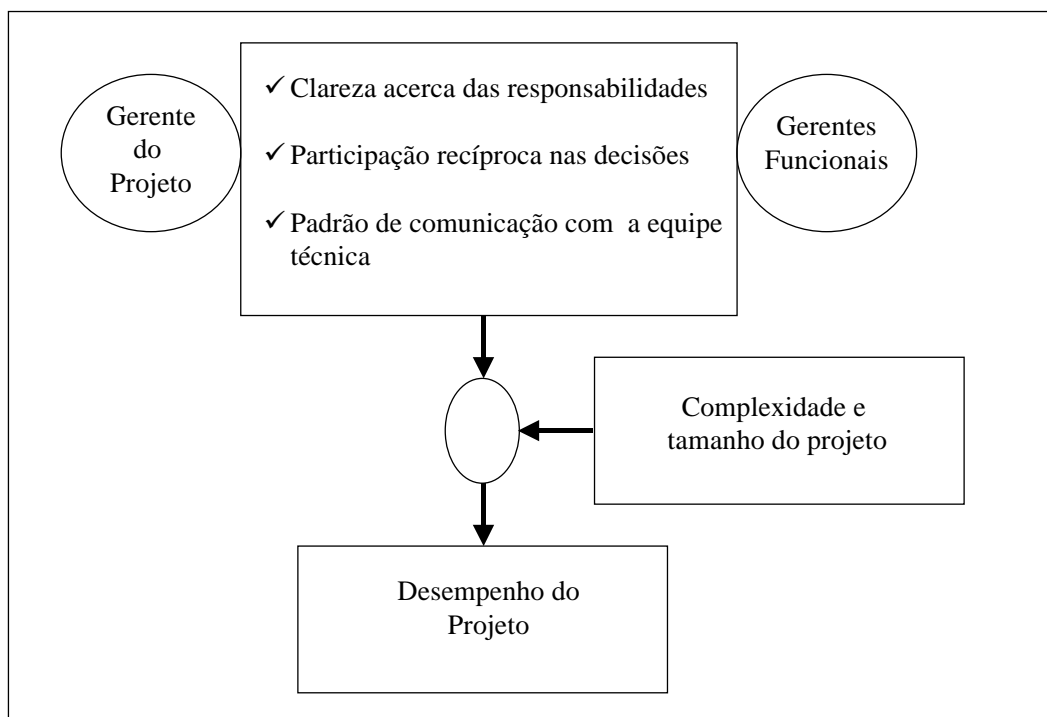 Gerente
do
Projeto
✓ Clareza acerca das responsabilidades
✓ Participação recíproca nas decisões
✓ Padrão de comunicação com a equipe
técnica
Gerentes
Funcionais
Complexidade e
tamanho do projeto
Desempenho do
Projeto